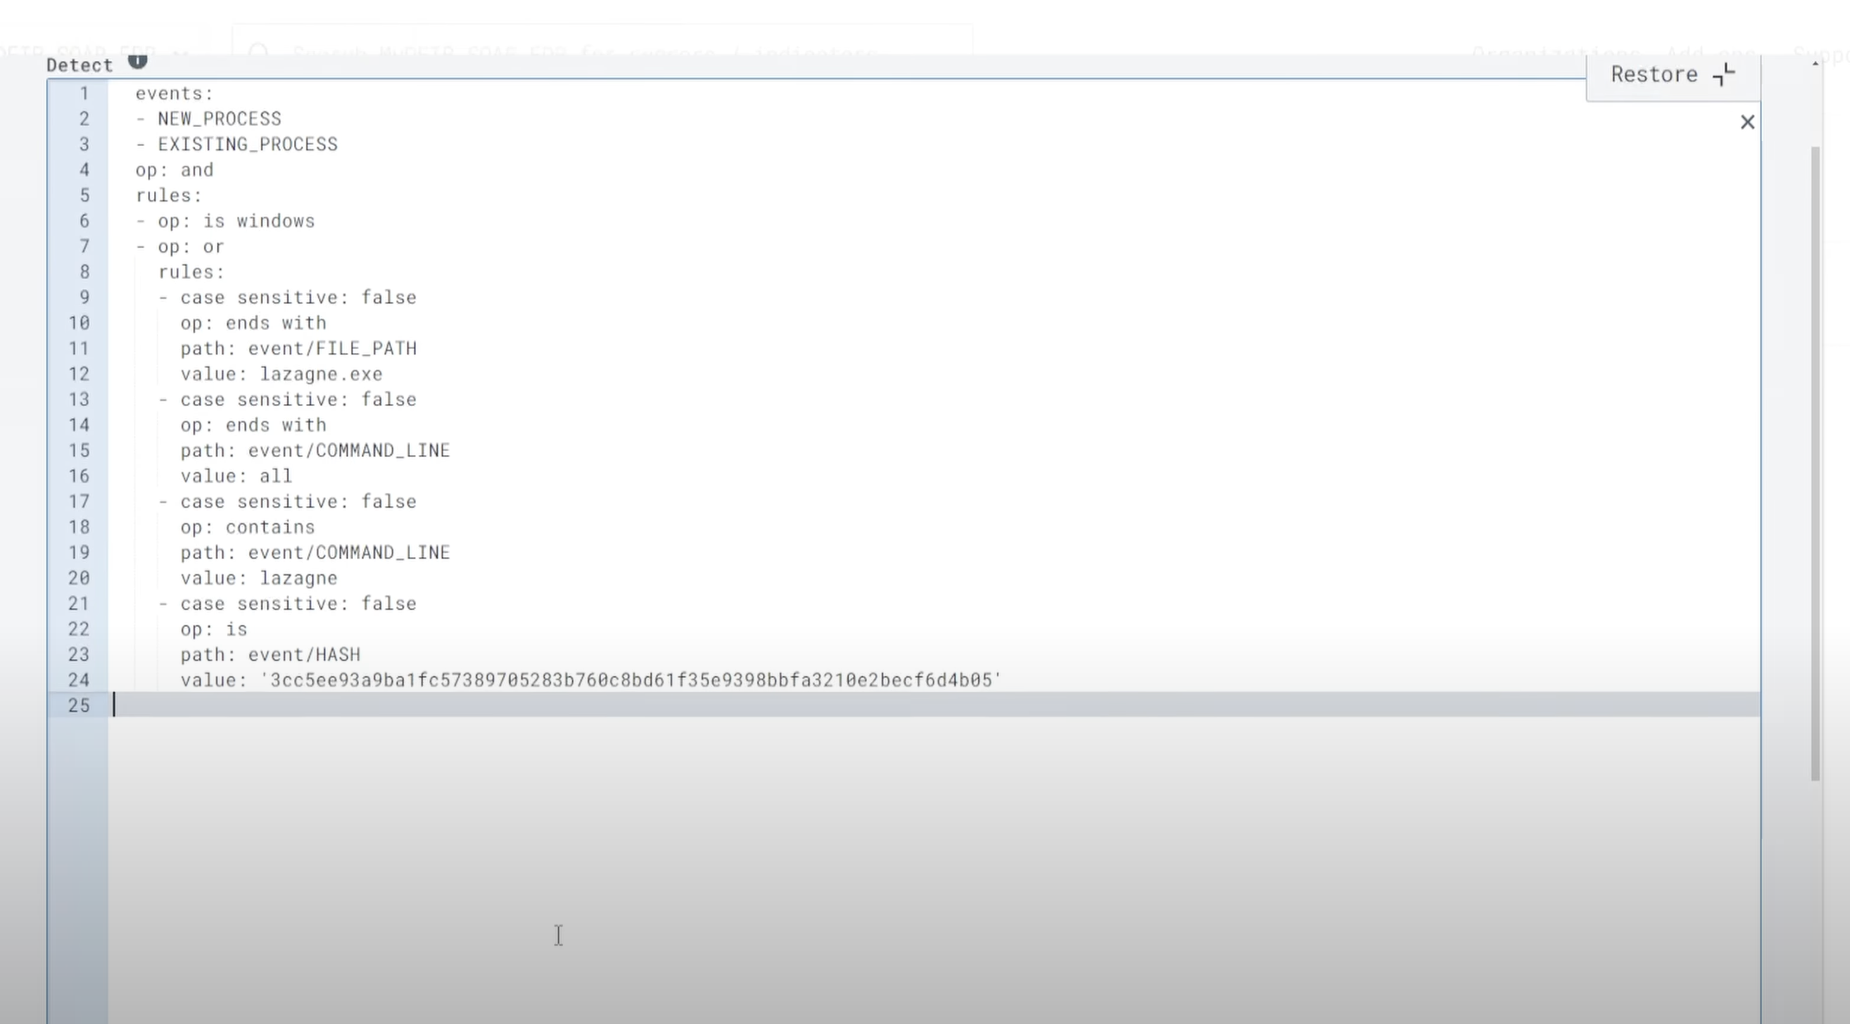 Detect
Restore
1 events:
2 - NEW_PROCESS
3 - EXISTING_PROCESS
4 op: and
5 rules:
6 - op: is windows
7 - op: or
8 rules:
9 - case sensitive: false
10 op: ends with
11 path: event/FILE_PATH
12 value: lazagne.exe
13 - case sensitive: false
14 op: ends with
15 path: event/COMMAND_LINE
16 value: all
17 - case sensitive: false
18 op: contains
19 path: event/COMMAND_LINE
20 value: lazagne
21 - case sensitive: false
22 op: is
23 path: event/HASH
24 value: '3cc5ee93a9ba1fc57389705283b760c8bd61f35e9398bbfa3210e2becf6d4b05'
25